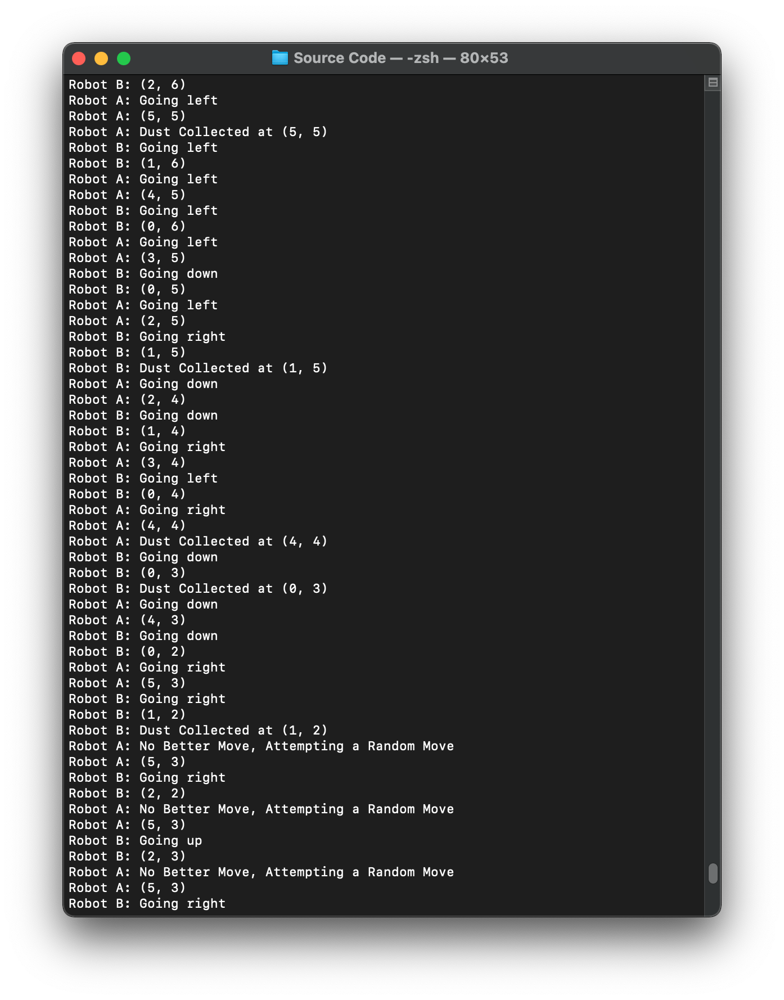 Source Code — -zsh — 80×53
Robot B: (2, 6)
Robot A: Going left
Robot A: (5, 5)
Robot A: Dust Collected at (5, 5)
Robot B: Going left
Robot B: (1, 6)
Robot A: Going left
Robot A: (4, 5)
Robot B: Going left
Robot B: (0, 6)
Robot A: Going left
Robot A: (3, 5)
Robot B: Going down
Robot B: (0, 5)
Robot A: Going left
Robot A: (2, 5)
Robot B: Going right
Robot B: (1, 5)
Robot B: Dust Collected at (1, 5)
Robot A: Going down
Robot A: (2, 4)
Robot B: Going down
Robot B: (1, 4)
Robot A: Going right
Robot A: (3, 4)
Robot B: Going left
Robot B: (0, 4)
Robot A: Going right
Robot A: (4, 4)
Robot A: Dust Collected at (4, 4)
Robot B: Going down
Robot B: (0, 3)
Robot B: Dust Collected at (0, 3)
Robot A: Going down
Robot A: (4, 3)
Robot B: Going down
Robot B: (0, 2)
Robot A: Going right
Robot A: (5, 3)
Robot B: Going right
Robot B: (1, 2)
Robot B: Dust Collected at (1, 2)
Robot A: No Better Move, Attempting a Random Move
Robot A: (5, 3)
Robot B: Going right
Robot B: (2, 2)
Robot A: No Better Move, Attempting a Random Move
Robot A: (5, 3)
Robot B: Going up
Robot B: (2, 3)
Robot A: No Better Move, Attempting a Random Move
Robot A: (5, 3)
Robot B: Going right